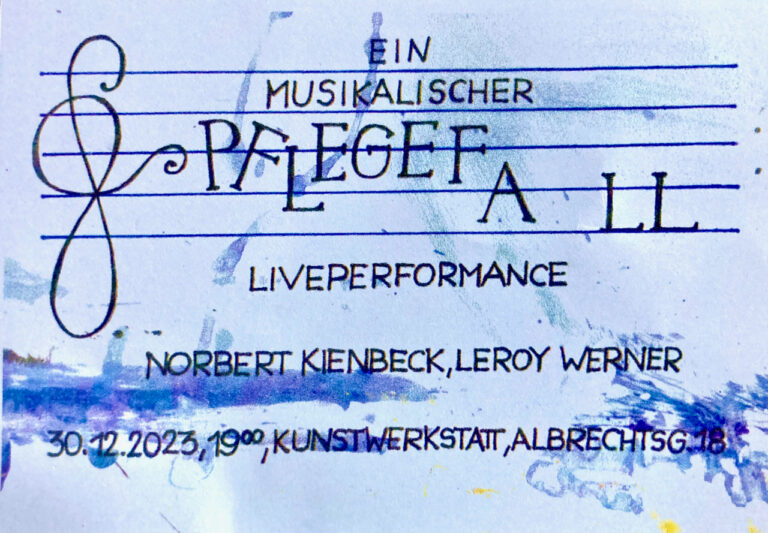 EIN
MUSIKALISCHER
PFLEGEFALL
LIVEPERFORMANCE
NORBERT KIENBECK, LEROY WERNER
30.12.2023, 19⁰⁰, KUNSTWERKSTATT, ALBRECHTSG. 18